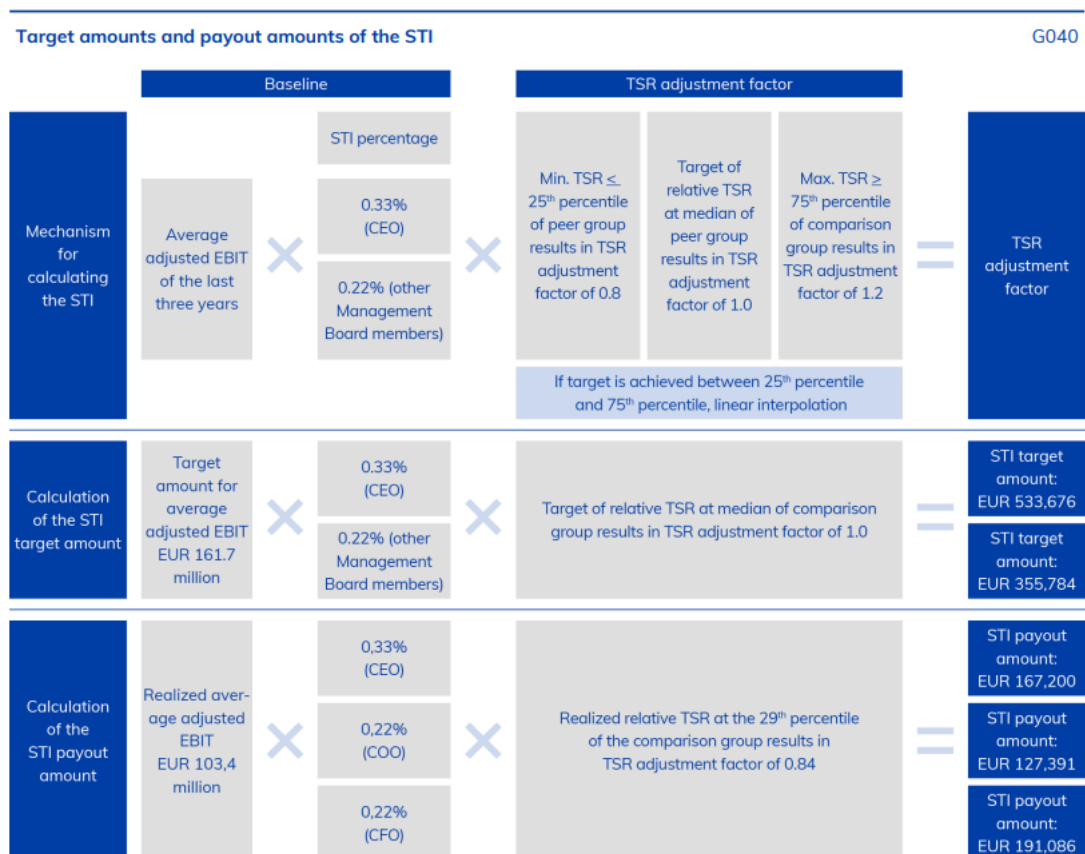 Target amounts and payout amounts of the STI
G040
Baseline
TSR adjustment factor
Mechanism
for
calculating
the STI
Average
adjusted EBIT
of the last
three years
STI percentage
0.33%
(CEO)
0.22% (other
Management
Board members)
Min. TSR ≤
25th percentile
of peer group
results in TSR
adjustment
factor of 0.8
Target of
relative TSR
at median of
peer group
results in TSR
adjustment
factor of 1.0
Max. TSR ≥
75th percentile
of comparison
group results in
TSR adjustment
factor of 1.2
If target is achieved between 25th percentile
and 75th percentile, linear interpolation
TSR
adjustment
factor
Calculation
of the STI
target amount
Target
amount for
average
adjusted EBIT
EUR 161.7
million
0.33%
(CEO)
0.22% (other
Management
Board members)
Target of relative TSR at median of comparison
group results in TSR adjustment factor of 1.0
STI target
amount:
EUR 533,676
STI target
amount:
EUR 355,784
Calculation
of the
STI payout
amount
Realized aver-
age adjusted
EBIT
EUR 103,4
million
0,33%
(CEO)
0,22%
(COO)
0,22%
(CFO)
Realized relative TSR at the 29th percentile
of the comparison group results in
TSR adjustment factor of 0.84
STI payout
amount:
EUR 167,200
STI payout
amount:
EUR 127,391
STI payout
amount:
EUR 191,086